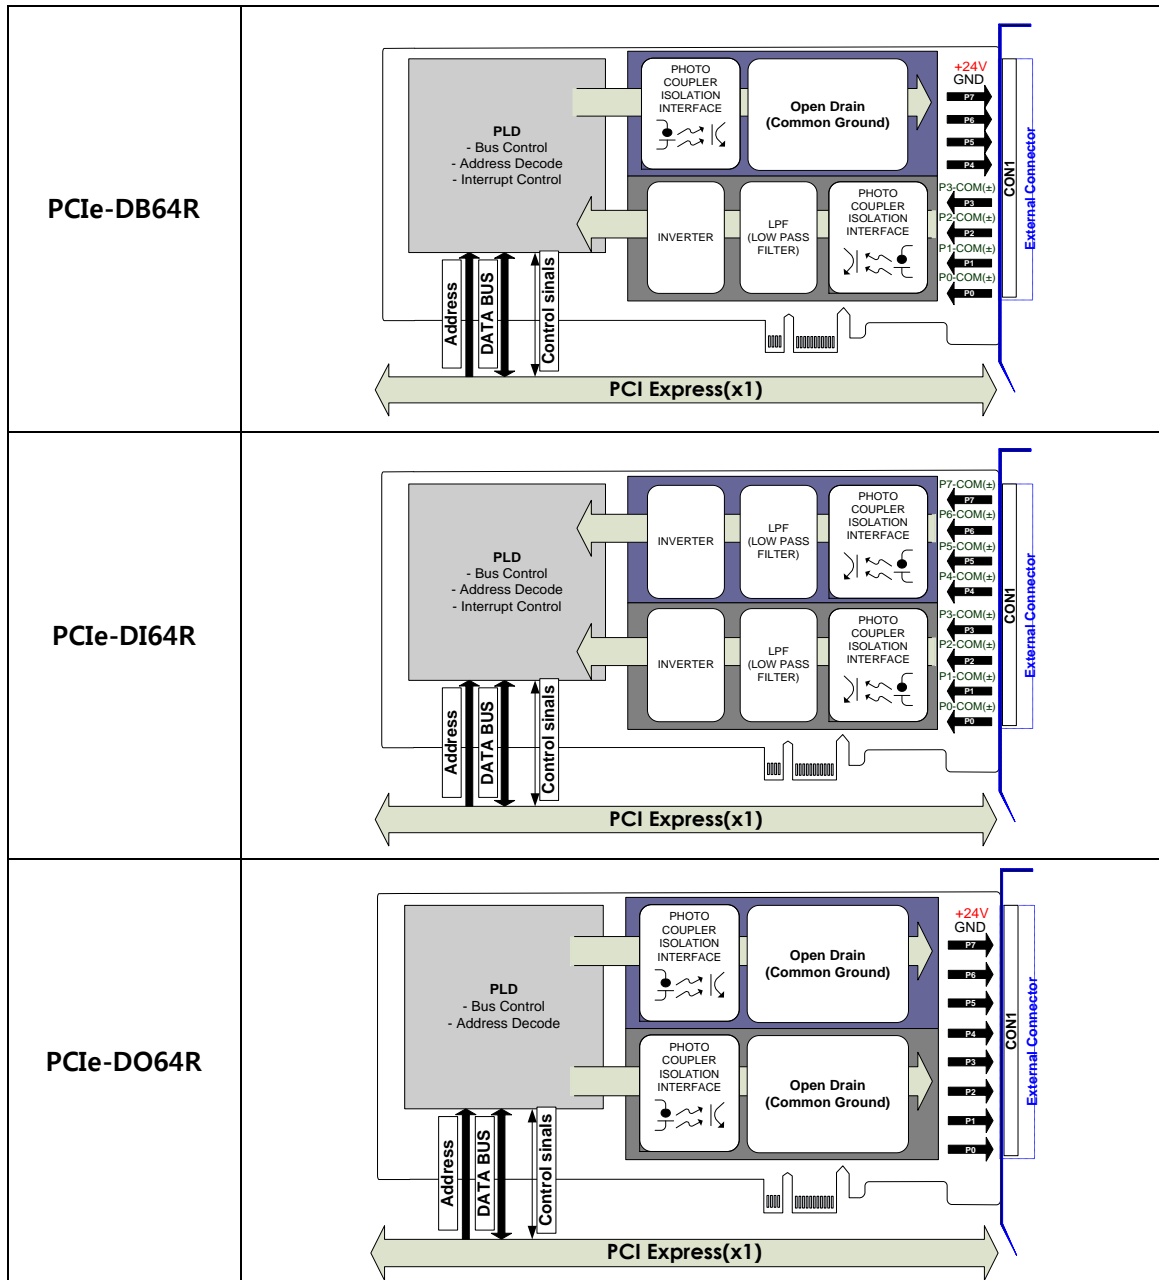 PCIe-DB64R
PLD
- Bus Control
- Address Decode
- Interrupt Control
PHOTO
COUPLER
ISOLATION
INTERFACE
Open Drain
(Common Ground)
INVERTER
LPF
(LOW PASS
FILTER)
PHOTO
COUPLER
ISOLATION
INTERFACE
+24V
GND
P7
P6
P5
P4
P3-COM(±)
P3
P2-COM(±)
P2
P1-COM(±)
P1
P0-COM(±)
P0
CON1
External Connector
Address
DATA BUS
Control sinals
PCI Express(x1)
PCIe-DI64R
PLD
- Bus Control
- Address Decode
- Interrupt Control
INVERTER
LPF
(LOW PASS
FILTER)
PHOTO
COUPLER
ISOLATION
INTERFACE
INVERTER
LPF
(LOW PASS
FILTER)
PHOTO
COUPLER
ISOLATION
INTERFACE
P7-COM(±)
P7
P6-COM(±)
P6
P5-COM(±)
P5
P4-COM(±)
P4
P3-COM(±)
P3
P2-COM(±)
P2
P1-COM(±)
P1
P0-COM(±)
P0
CON1
External Connector
Address
DATA BUS
Control sinals
PCI Express(x1)
PCIe-DO64R
PLD
- Bus Control
- Address Decode
PHOTO
COUPLER
ISOLATION
INTERFACE
Open Drain
(Common Ground)
PHOTO
COUPLER
ISOLATION
INTERFACE
Open Drain
(Common Ground)
+24V
GND
P7
P6
P5
P4
P3
P2
P1
P0
CON1
External Connector
Address
DATA BUS
Control sinals
PCI Express(x1)